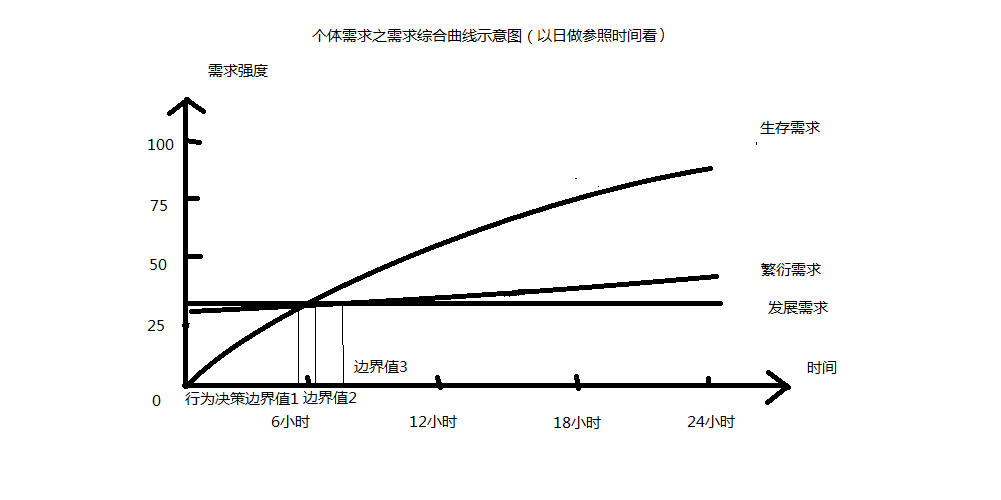 个体需求之需求综合曲线示意图（以日做参照时间看）
需求强度
生存需求
100
75
50
繁衍需求
发展需求
25
边界值3
时间
0
行为决策边界值1 边界值2
6小时
12小时
18小时
24小时